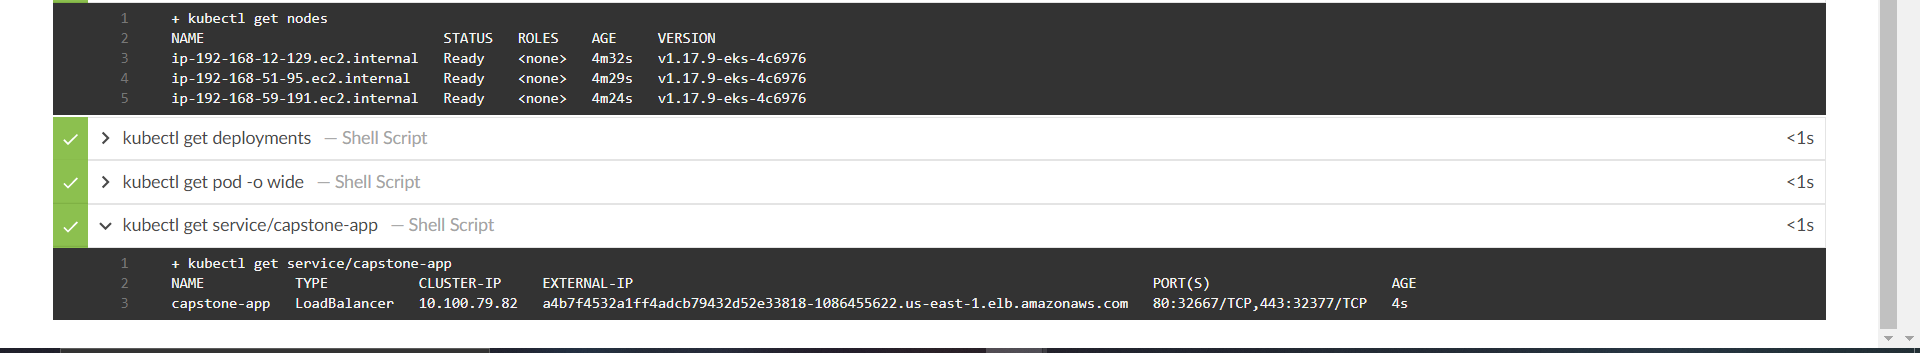 1 + kubectl get nodes
2 NAME STATUS ROLES AGE VERSION
3 ip-192-168-12-129.ec2.internal Ready <none> 4m32s v1.17.9-eks-4c6976
4 ip-192-168-51-95.ec2.internal Ready <none> 4m29s v1.17.9-eks-4c6976
5 ip-192-168-59-191.ec2.internal Ready <none> 4m24s v1.17.9-eks-4c6976
kubectl get deployments — Shell Script <1s
kubectl get pod -o wide — Shell Script <1s
kubectl get service/capstone-app — Shell Script <1s
1 + kubectl get service/capstone-app
2 NAME TYPE CLUSTER-IP EXTERNAL-IP PORT(S) AGE
3 capstone-app LoadBalancer 10.100.79.82 a4b7f4532a1ff4adcb79432d52e33818-1086455622.us-east-1.elb.amazonaws.com 80:32667/TCP,443:32377/TCP 4s